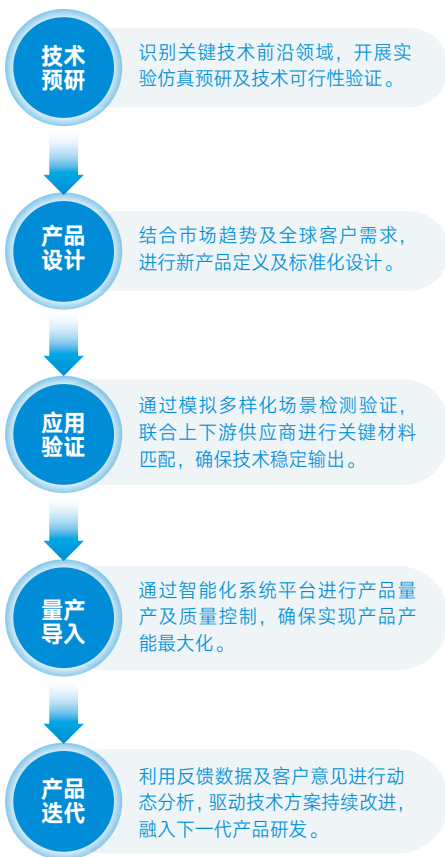 技术
预研
识别关键技术前沿领域，开展实
验仿真预研及技术可行性验证。
产品
设计
结合市场趋势及全球客户需求，
进行新产品定义及标准化设计。
应用
验证
通过模拟多样化场景检测验证，
联合上下游供应商进行关键材料
匹配，确保技术稳定输出。
量产
导入
通过智能化系统平台进行产品量
产及质量控制，确保实现产品产
能最大化。
产品
迭代
利用反馈数据及客户意见进行动
态分析，驱动技术方案持续改进，
融入下一代产品研发。